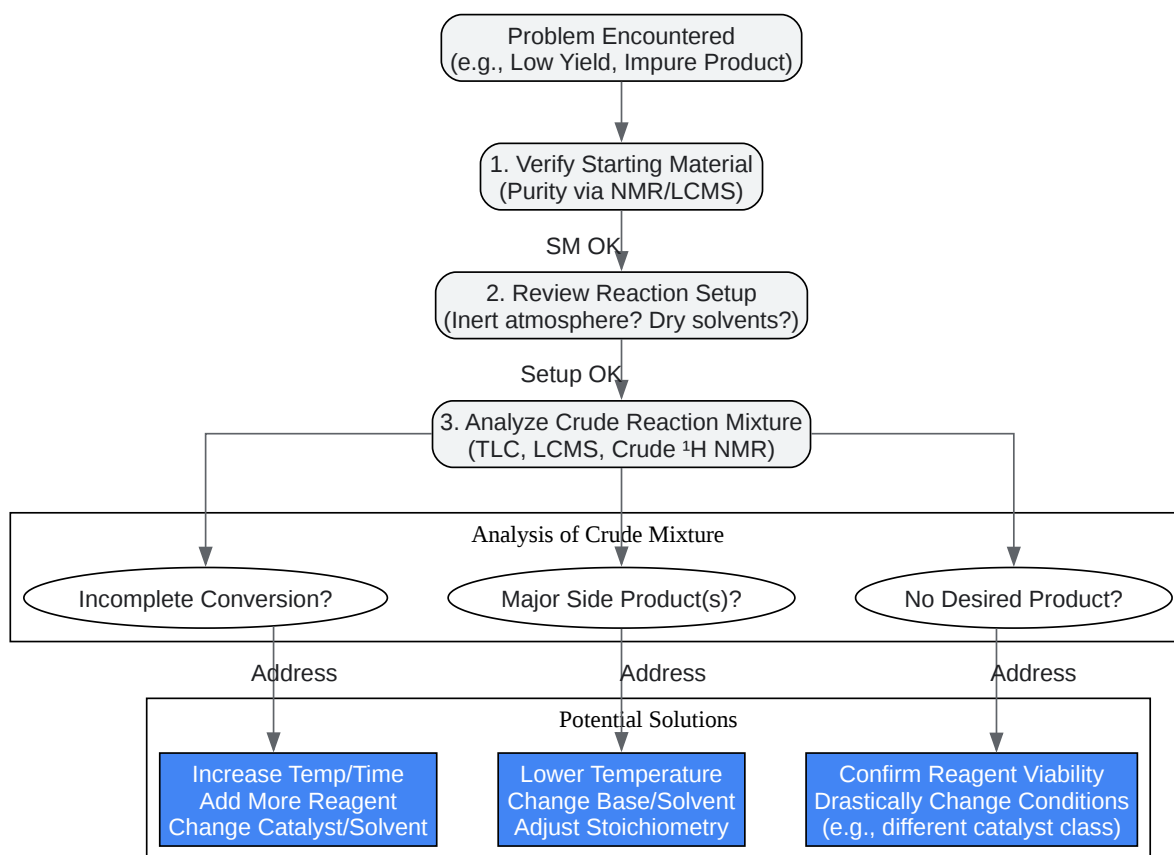 Problem Encountered
(e.g., Low Yield, Impure Product)
1. Verify Starting Material
(Purity via NMR/LCMS)
SM OK
2. Review Reaction Setup
(Inert atmosphere? Dry solvents?)
Setup OK
3. Analyze Crude Reaction Mixture
(TLC, LCMS, Crude ¹H NMR)
Analysis of Crude Mixture
Incomplete Conversion?
Major Side Product(s)?
No Desired Product?
Address
Address
Address
Potential Solutions
Increase Temp/Time
Add More Reagent
Change Catalyst/Solvent
Lower Temperature
Change Base/Solvent
Adjust Stoichiometry
Confirm Reagent Viability
Drastically Change Conditions
(e.g., different catalyst class)